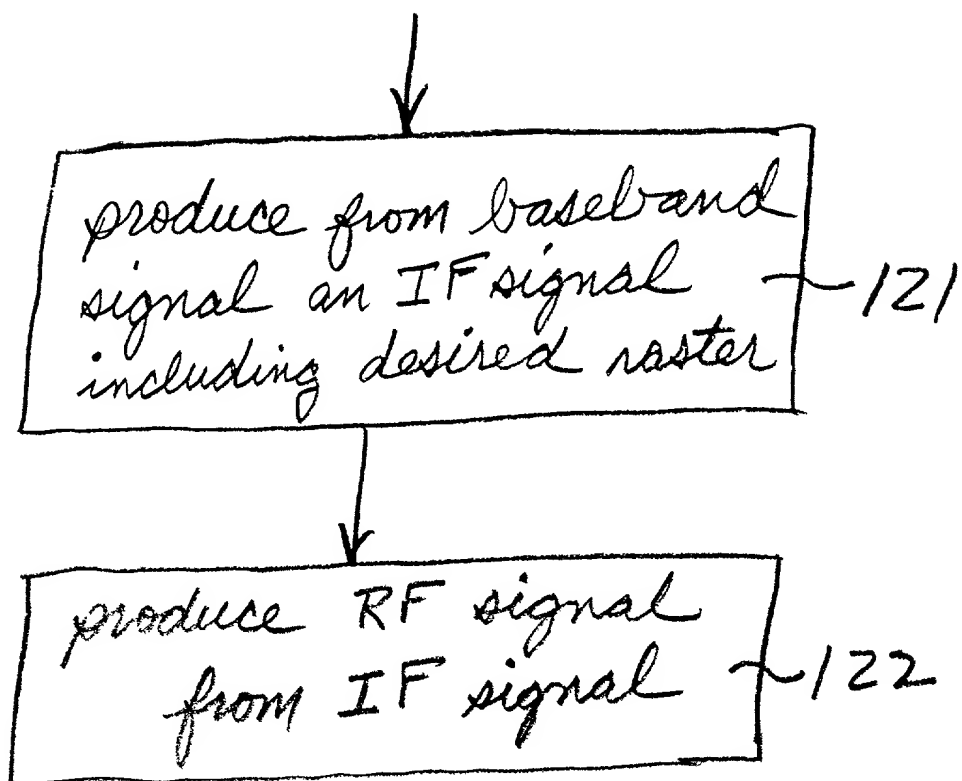 produce from baseband
signal an IF signal
including desired raster
121
produce RF signal
from IF signal
122